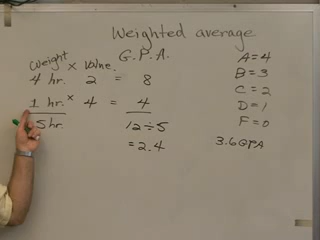 Weighted average
G.P.A.
Weight × Value.
4 hr. 2 = 8
1 hr. × 4 = 4
5 hr. 12 ÷ 5
= 2.4
A = 4
B = 3
C = 2
D = 1
F = 0
3.6 GPA